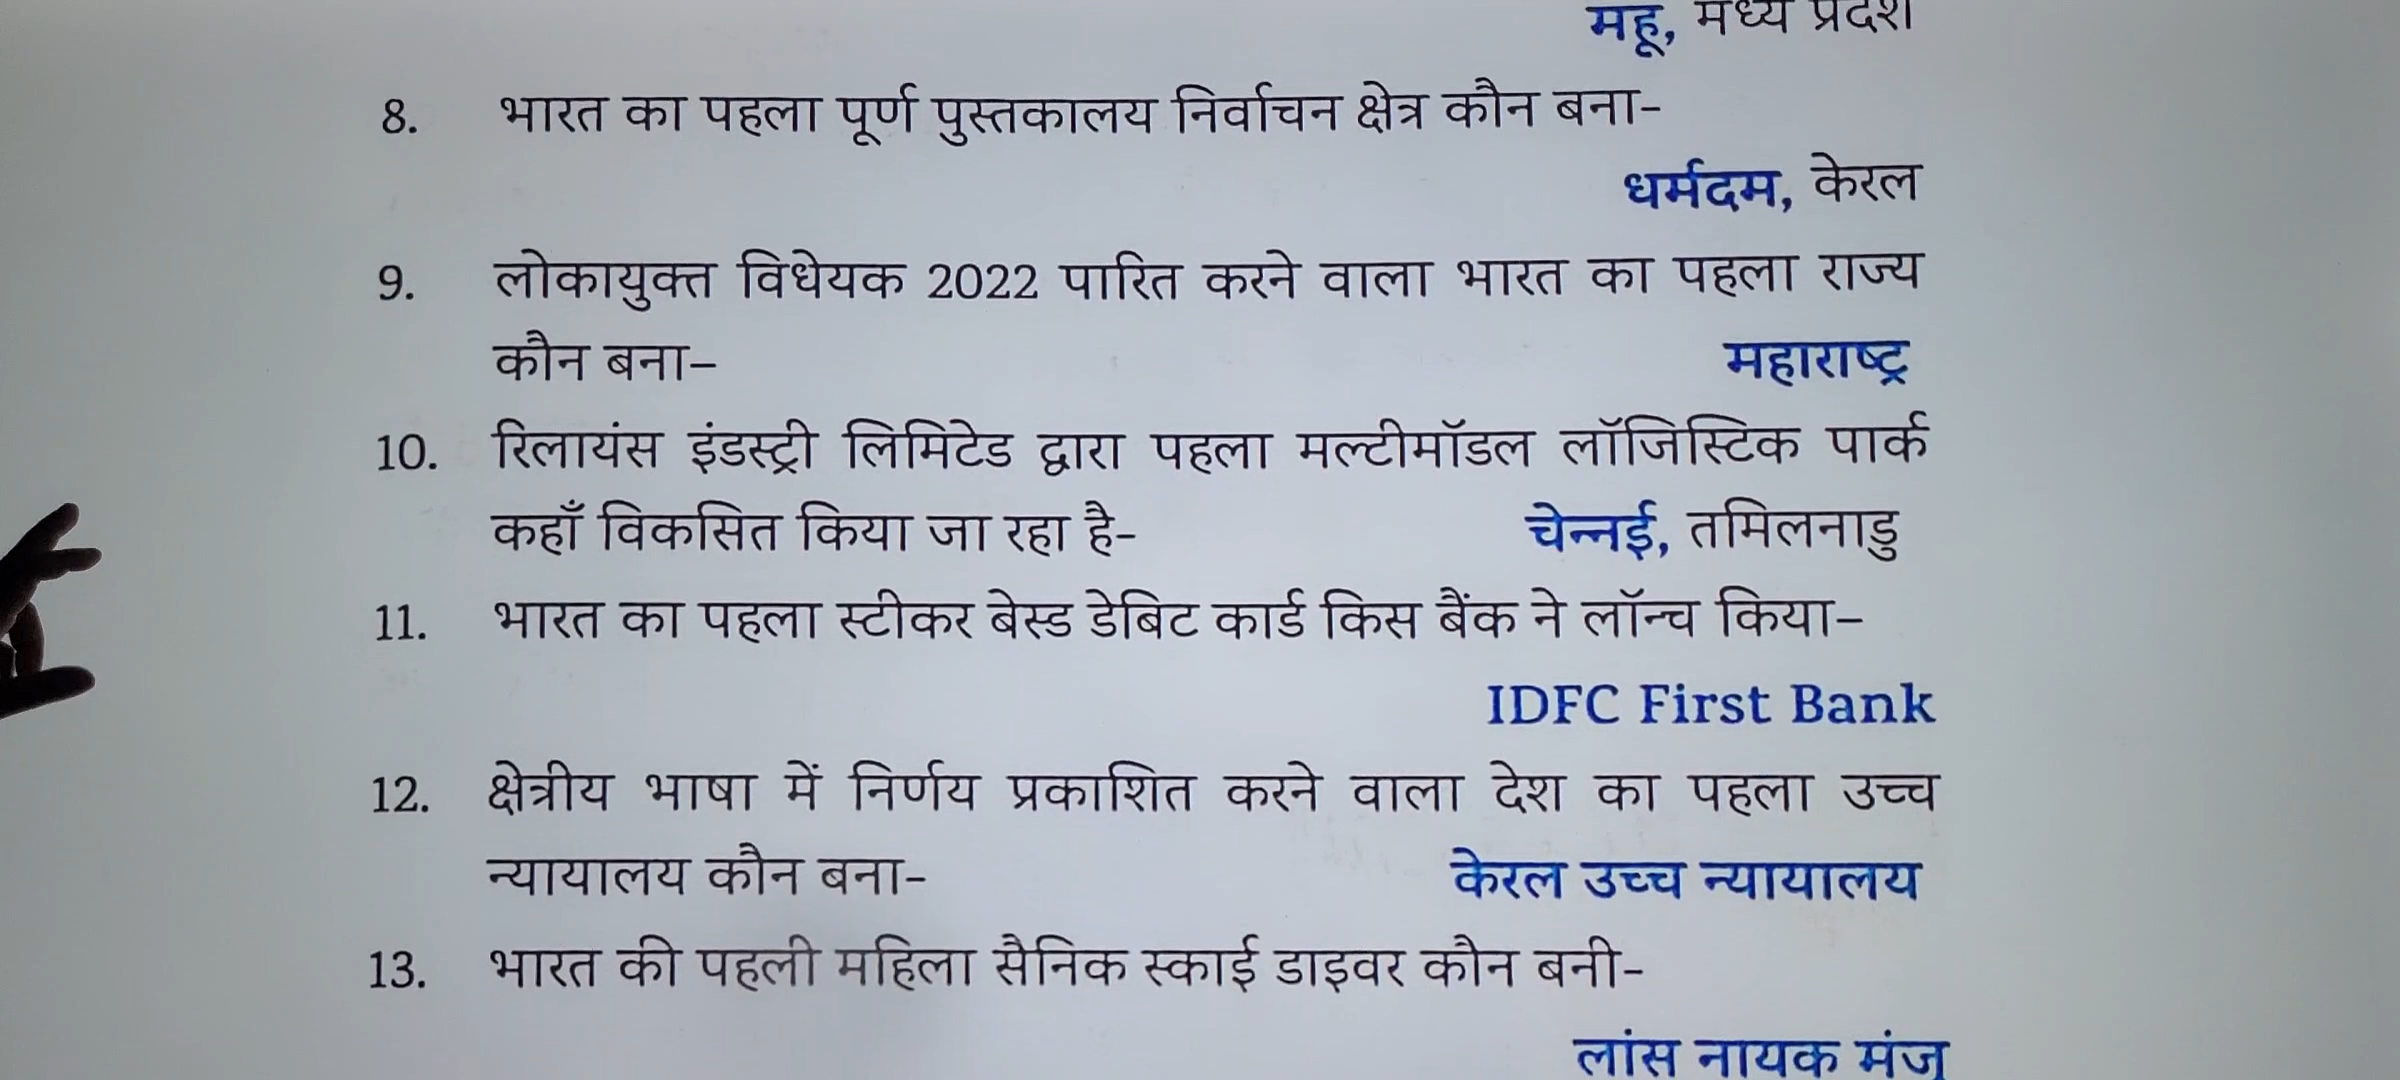 महू, मध्य प्रदेश
8. भारत का पहला पूर्ण पुस्तकालय निर्वाचन क्षेत्र कौन बना-
धर्मदम, केरल
9. लोकायुक्त विधेयक 2022 पारित करने वाला भारत का पहला राज्य
कौन बना- महाराष्ट्र
10. रिलायंस इंडस्ट्री लिमिटेड द्वारा पहला मल्टीमॉडल लॉजिस्टिक पार्क
कहाँ विकसित किया जा रहा है- चेन्नई, तमिलनाडु
11. भारत का पहला स्टीकर बेस्ड डेबिट कार्ड किस बैंक ने लॉन्च किया-
IDFC First Bank
12. क्षेत्रीय भाषा में निर्णय प्रकाशित करने वाला देश का पहला उच्च
न्यायालय कौन बना- केरल उच्च न्यायालय
13. भारत की पहली महिला सैनिक स्काई डाइवर कौन बनी-
लांस नायक